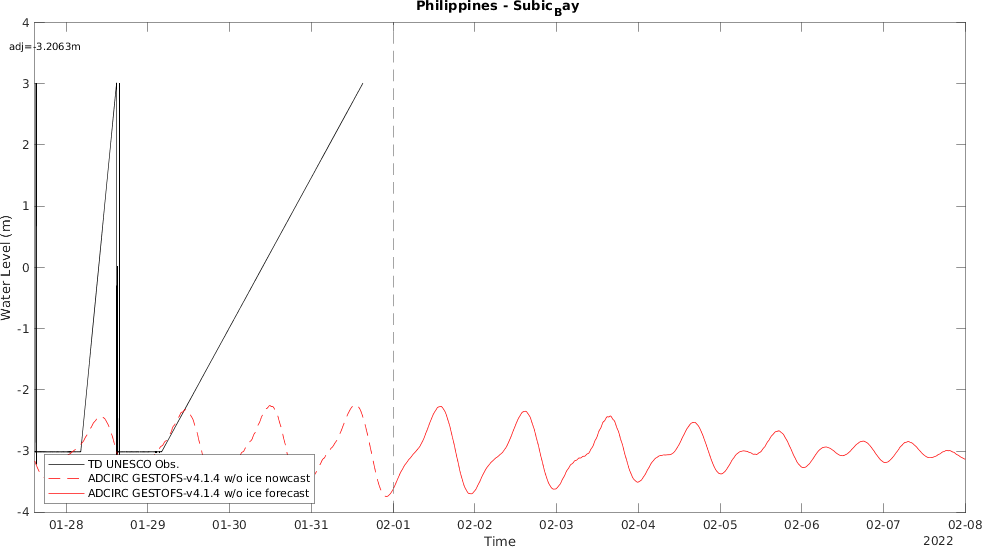 Philippines - Subic_Bay
adj=-3.2063m
4
3
2
1
0
-1
-2
-3
-4
Water Level (m)
TD UNESCO Obs.
ADCIRC GESTOFS-v4.1.4 w/o ice nowcast
ADCIRC GESTOFS-v4.1.4 w/o ice forecast
01-28 01-29 01-30 01-31 02-01 02-02 02-03 02-04 02-05 02-06 02-07 02-08
Time
2022